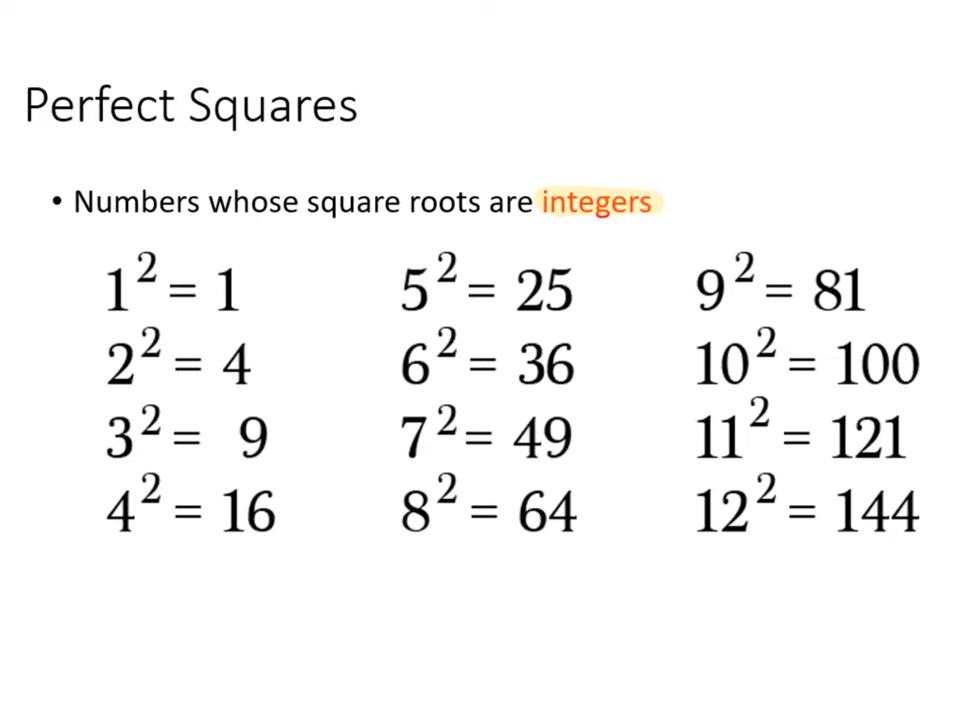 Perfect Squares
• Numbers whose square roots are integers
1² = 1 5² = 25 9² = 81
2² = 4 6² = 36 10² = 100
3² = 9 7² = 49 11² = 121
4² = 16 8² = 64 12² = 144